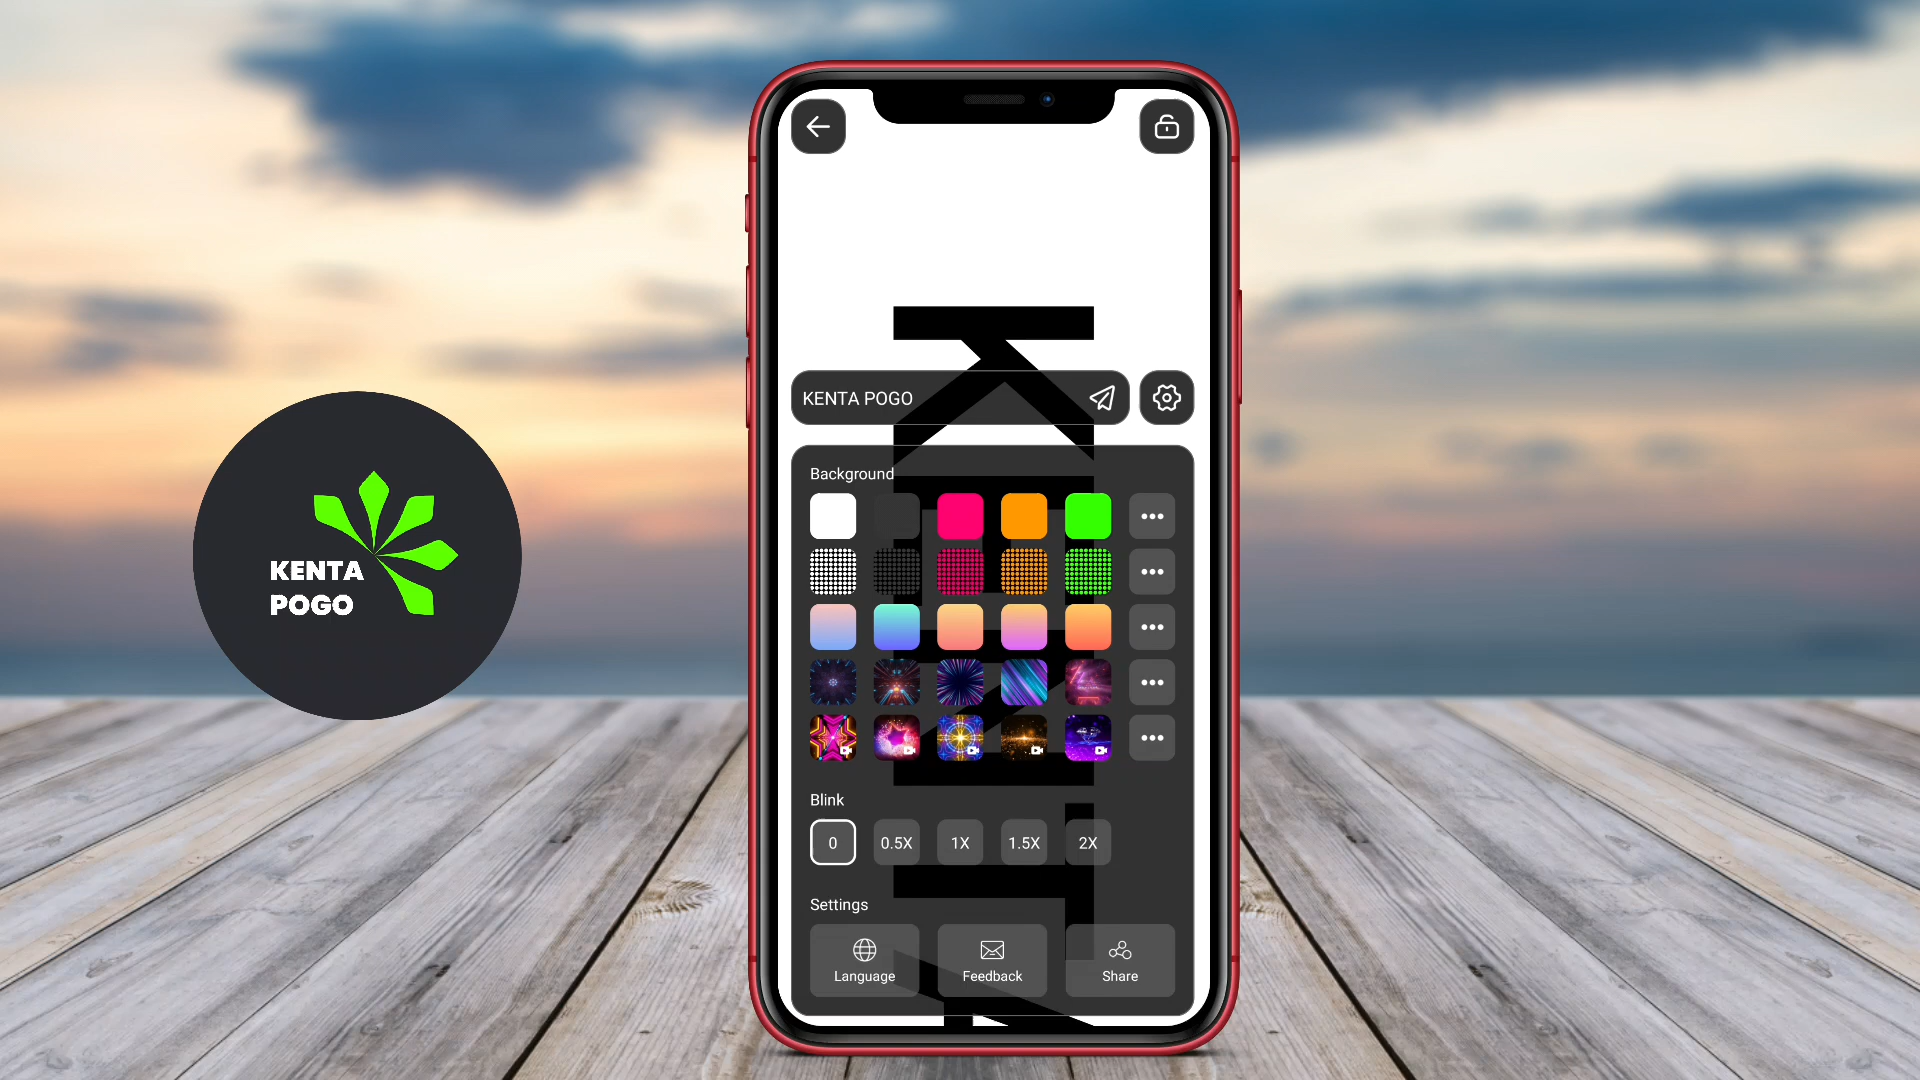 KENTA
POGO
KENTA POGO
Background
Blink
0
0.5X
1X
1.5X
2X
Settings
Language
Feedback
Share